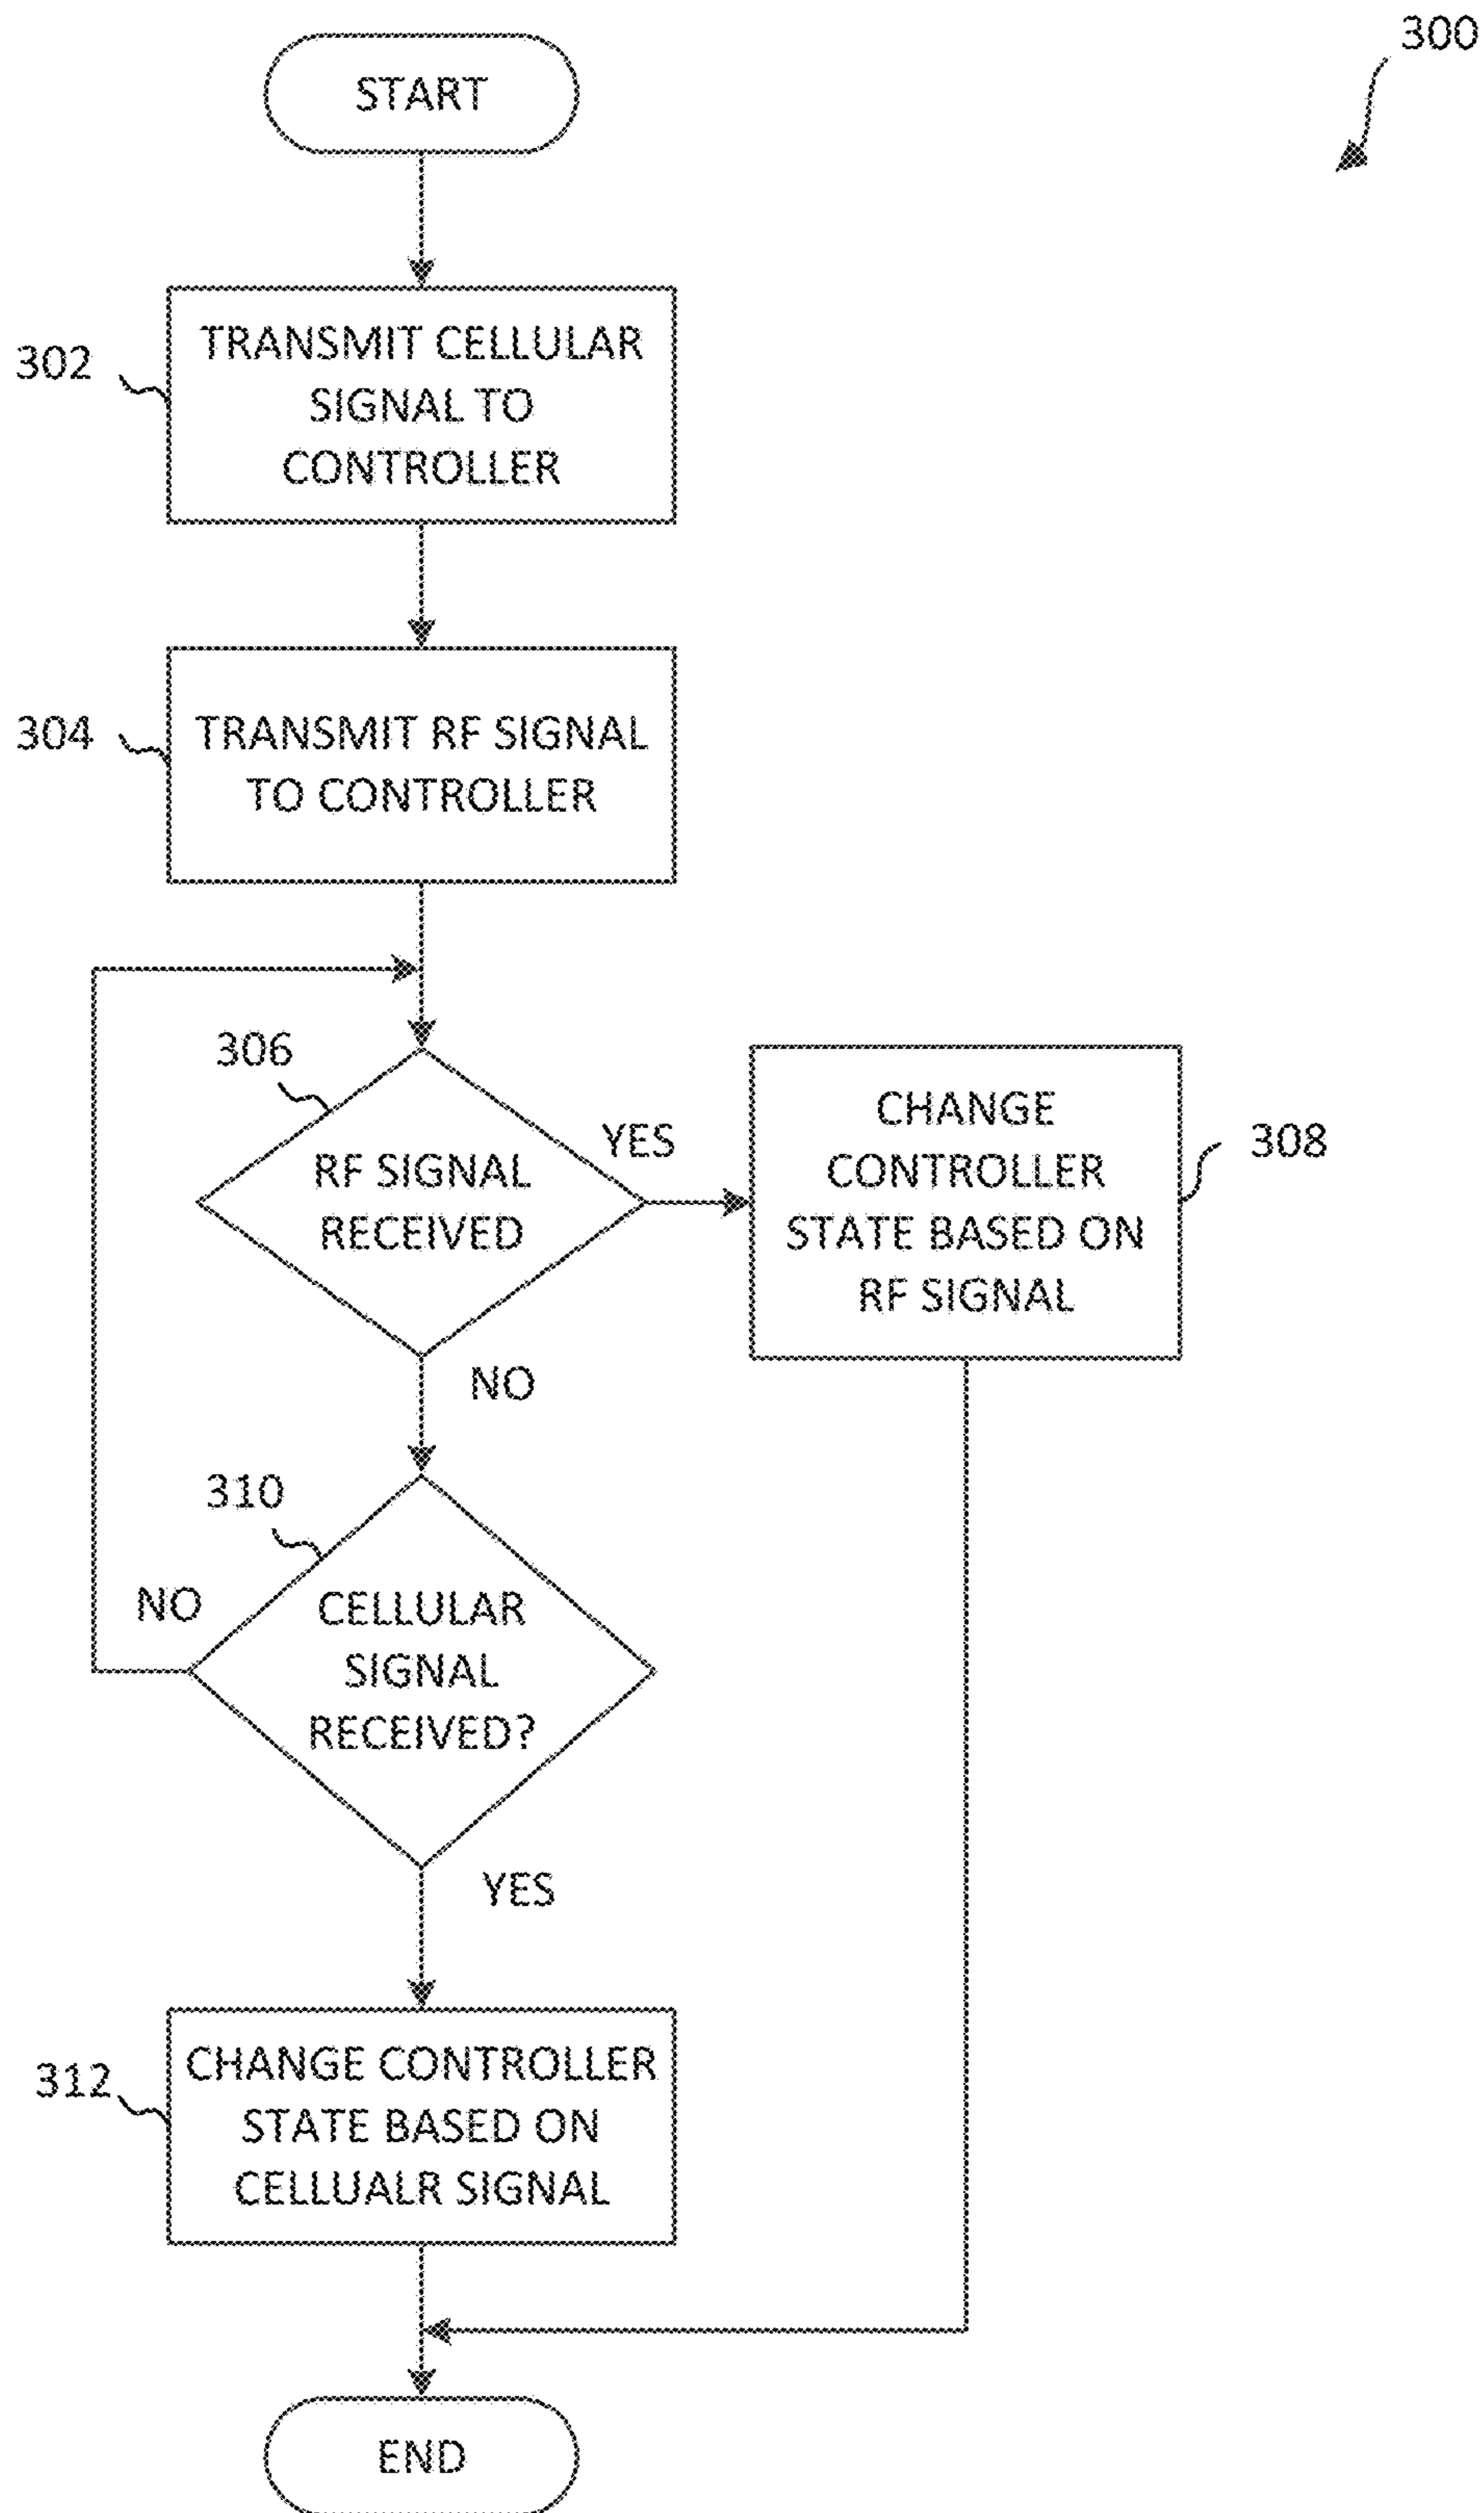 300
START
302
TRANSMIT CELLULAR
SIGNAL TO
CONTROLLER
304
TRANSMIT RF SIGNAL
TO CONTROLLER
306
RF SIGNAL
RECEIVED
YES
CHANGE
CONTROLLER
STATE BASED ON
RF SIGNAL
308
NO
310
CELLULAR
SIGNAL
RECEIVED?
NO
YES
312
CHANGE CONTROLLER
STATE BASED ON
CELLUALR SIGNAL
END